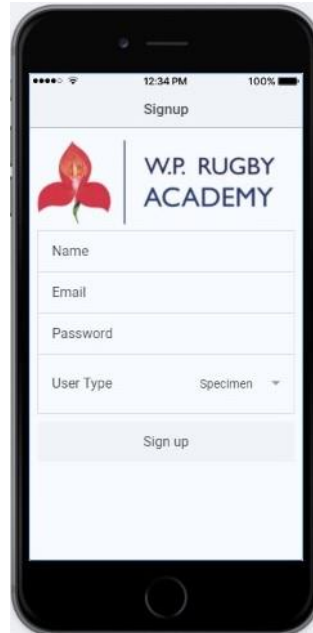 12:34 PM 100%
Signup
W.P. RUGBY
ACADEMY
Name
Email
Password
User Type Specimen
Sign up